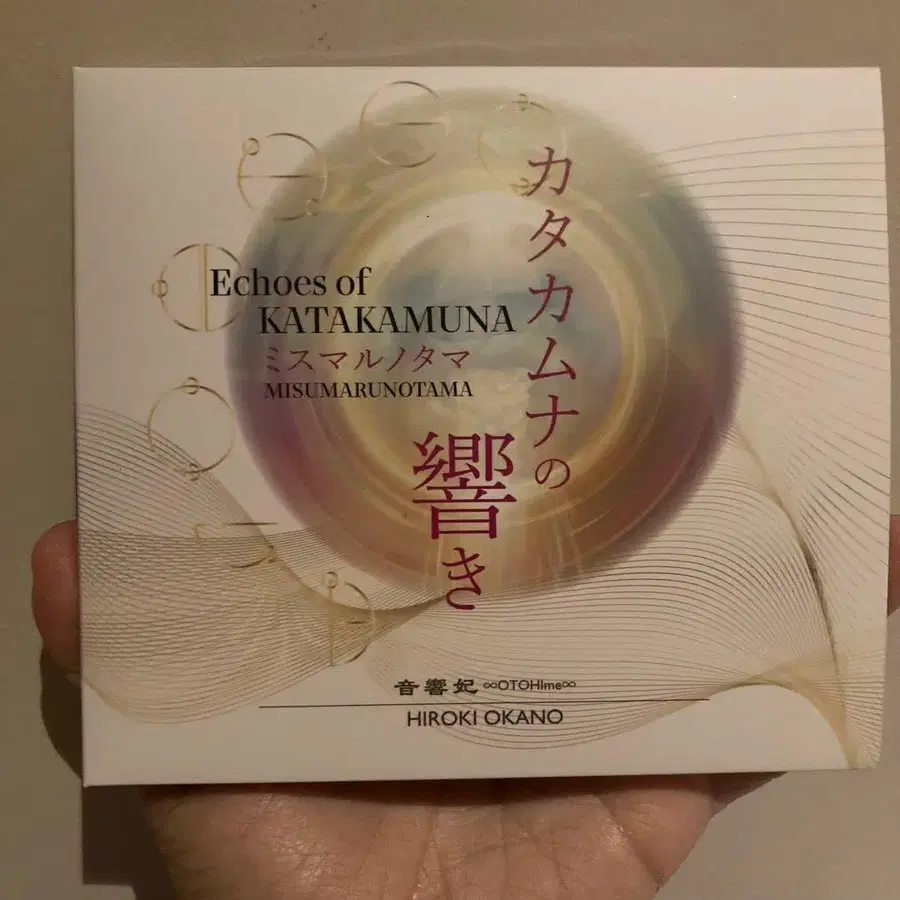 カタカムナの
響き
Echoes of
KATAKAMUNA
ミスマルノタマ
MISUMARUNOTAMA
音響妃 ∞OTOHIme∞
HIROKI OKANO